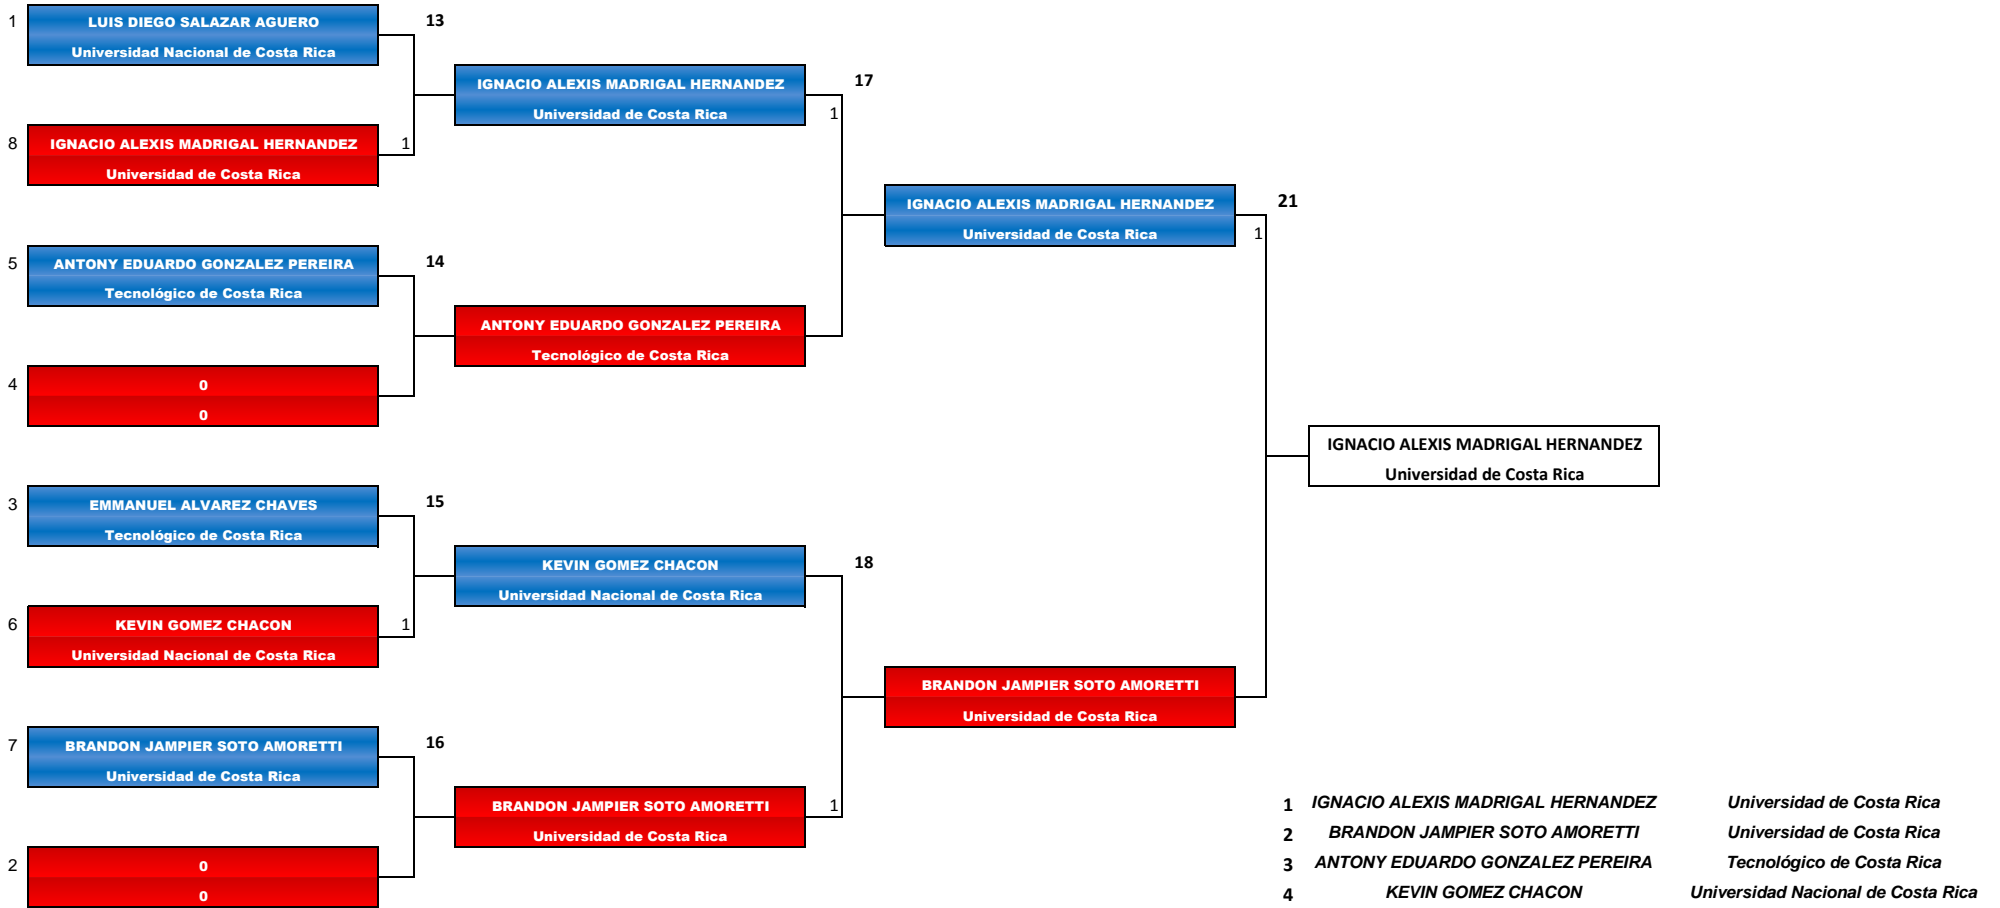 1
LUIS DIEGO SALAZAR AGUERO
Universidad Nacional de Costa Rica
13
IGNACIO ALEXIS MADRIGAL HERNANDEZ
Universidad de Costa Rica
17
1
8
IGNACIO ALEXIS MADRIGAL HERNANDEZ
Universidad de Costa Rica
1
IGNACIO ALEXIS MADRIGAL HERNANDEZ
Universidad de Costa Rica
21
1
5
ANTONY EDUARDO GONZALEZ PEREIRA
Tecnológico de Costa Rica
14
ANTONY EDUARDO GONZALEZ PEREIRA
Tecnológico de Costa Rica
4
0
0
IGNACIO ALEXIS MADRIGAL HERNANDEZ
Universidad de Costa Rica
3
EMMANUEL ALVAREZ CHAVES
Tecnológico de Costa Rica
15
KEVIN GOMEZ CHACON
Universidad Nacional de Costa Rica
18
6
KEVIN GOMEZ CHACON
Universidad Nacional de Costa Rica
1
BRANDON JAMPIER SOTO AMORETTI
Universidad de Costa Rica
7
BRANDON JAMPIER SOTO AMORETTI
Universidad de Costa Rica
16
BRANDON JAMPIER SOTO AMORETTI
Universidad de Costa Rica
1
2
0
0
1 IGNACIO ALEXIS MADRIGAL HERNANDEZ Universidad de Costa Rica
2 BRANDON JAMPIER SOTO AMORETTI Universidad de Costa Rica
3 ANTONY EDUARDO GONZALEZ PEREIRA Tecnológico de Costa Rica
4 KEVIN GOMEZ CHACON Universidad Nacional de Costa Rica